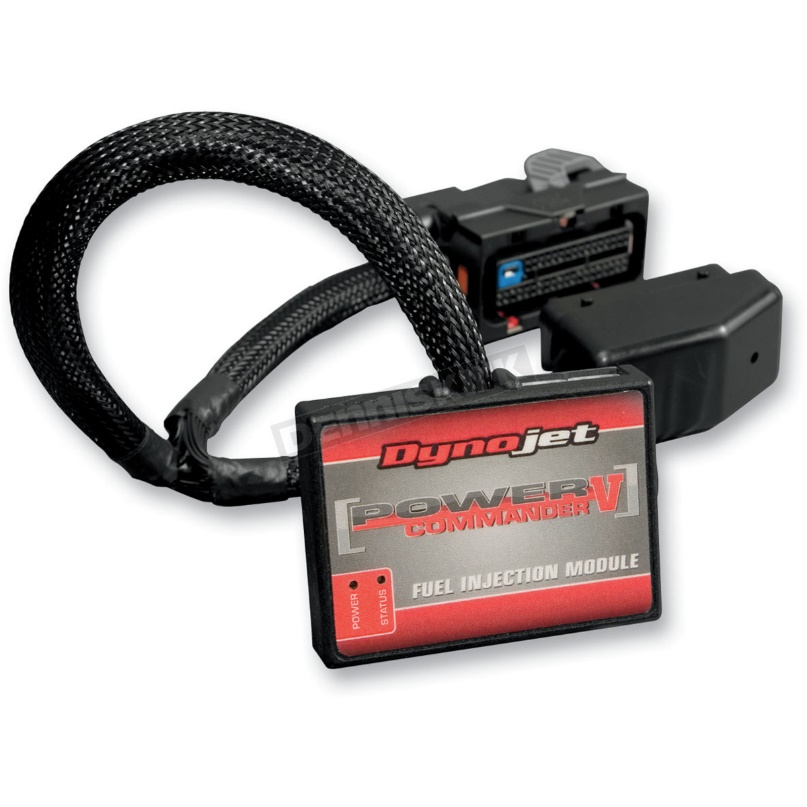 Dynojet
POWER V
COMMANDER
FUEL INJECTION MODULE
POWER
STATUS